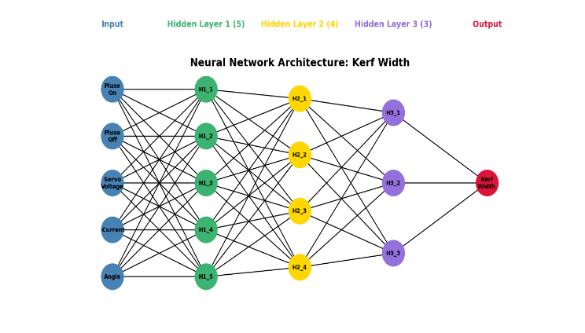 Input Hidden Layer 1 (5) Hidden Layer 2 (4) Hidden Layer 3 (3) Output
Neural Network Architecture: Kerf Width
Pluse
On
Pluse
Off
Servo
Voltage
Current
Angle
H1_1
H1_2
H1_3
H1_4
H1_5
H2_1
H2_2
H2_3
H2_4
H3_1
H3_2
H3_3
Kerf
Width